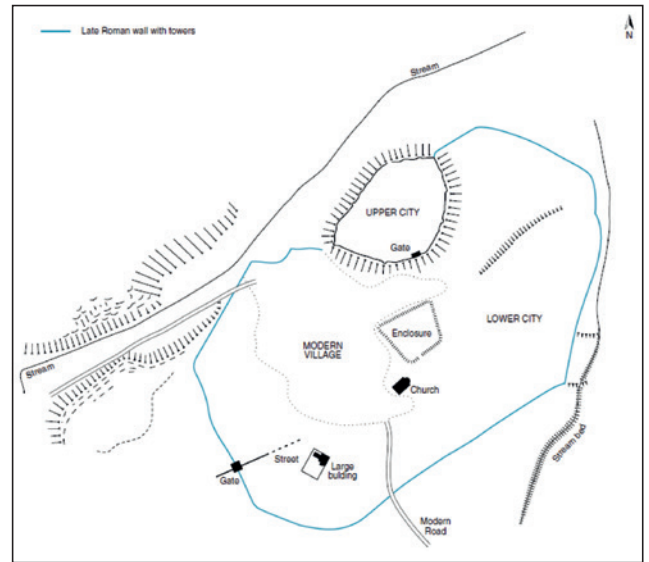 Late Roman wall with towers
N
Stream
UPPER CITY
Gate
LOWER CITY
Enclosure
MODERN
VILLAGE
Stream
Church
Stream bed
Street
Large
bulding
Gate
Modern
Road